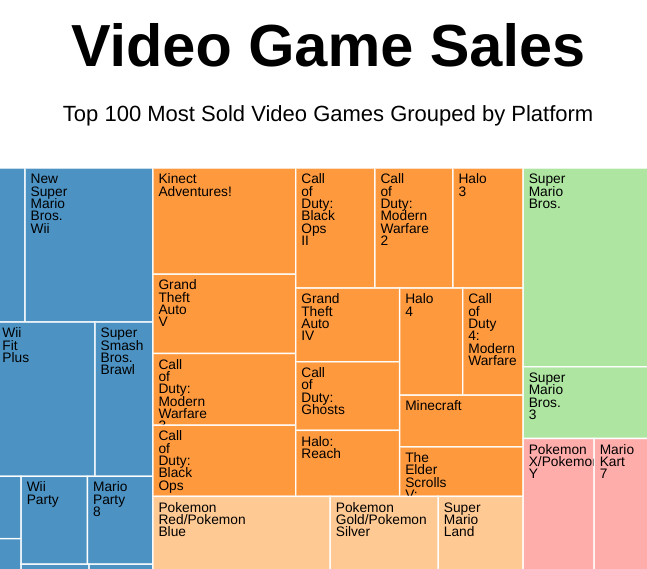 Video Game Sales
Top 100 Most Sold Video Games Grouped by Platform
New
Super
Mario
Bros.
Wii
Kinect
Adventures!
Call
of
Duty:
Black
Ops
II
Call
of
Duty:
Modern
Warfare
2
Halo
3
Super
Mario
Bros.
Grand
Theft
Auto
V
Grand
Theft
Auto
IV
Halo
4
Call
of
Duty
4:
Modern
Warfare
Wii
Fit
Plus
Super
Smash
Bros.
Brawl
Call
of
Duty:
Modern
Warfare
Call
of
Duty:
Ghosts
Super
Mario
Bros.
3
Minecraft
Call
of
Duty:
Black
Ops
Halo:
Reach
The
Elder
Scrolls
V:
Pokemon
X/Pokemo
Y
Mario
Kart
7
Wii
Party
Mario
Party
8
Pokemon
Red/Pokemon
Blue
Pokemon
Gold/Pokemon
Silver
Super
Mario
Land